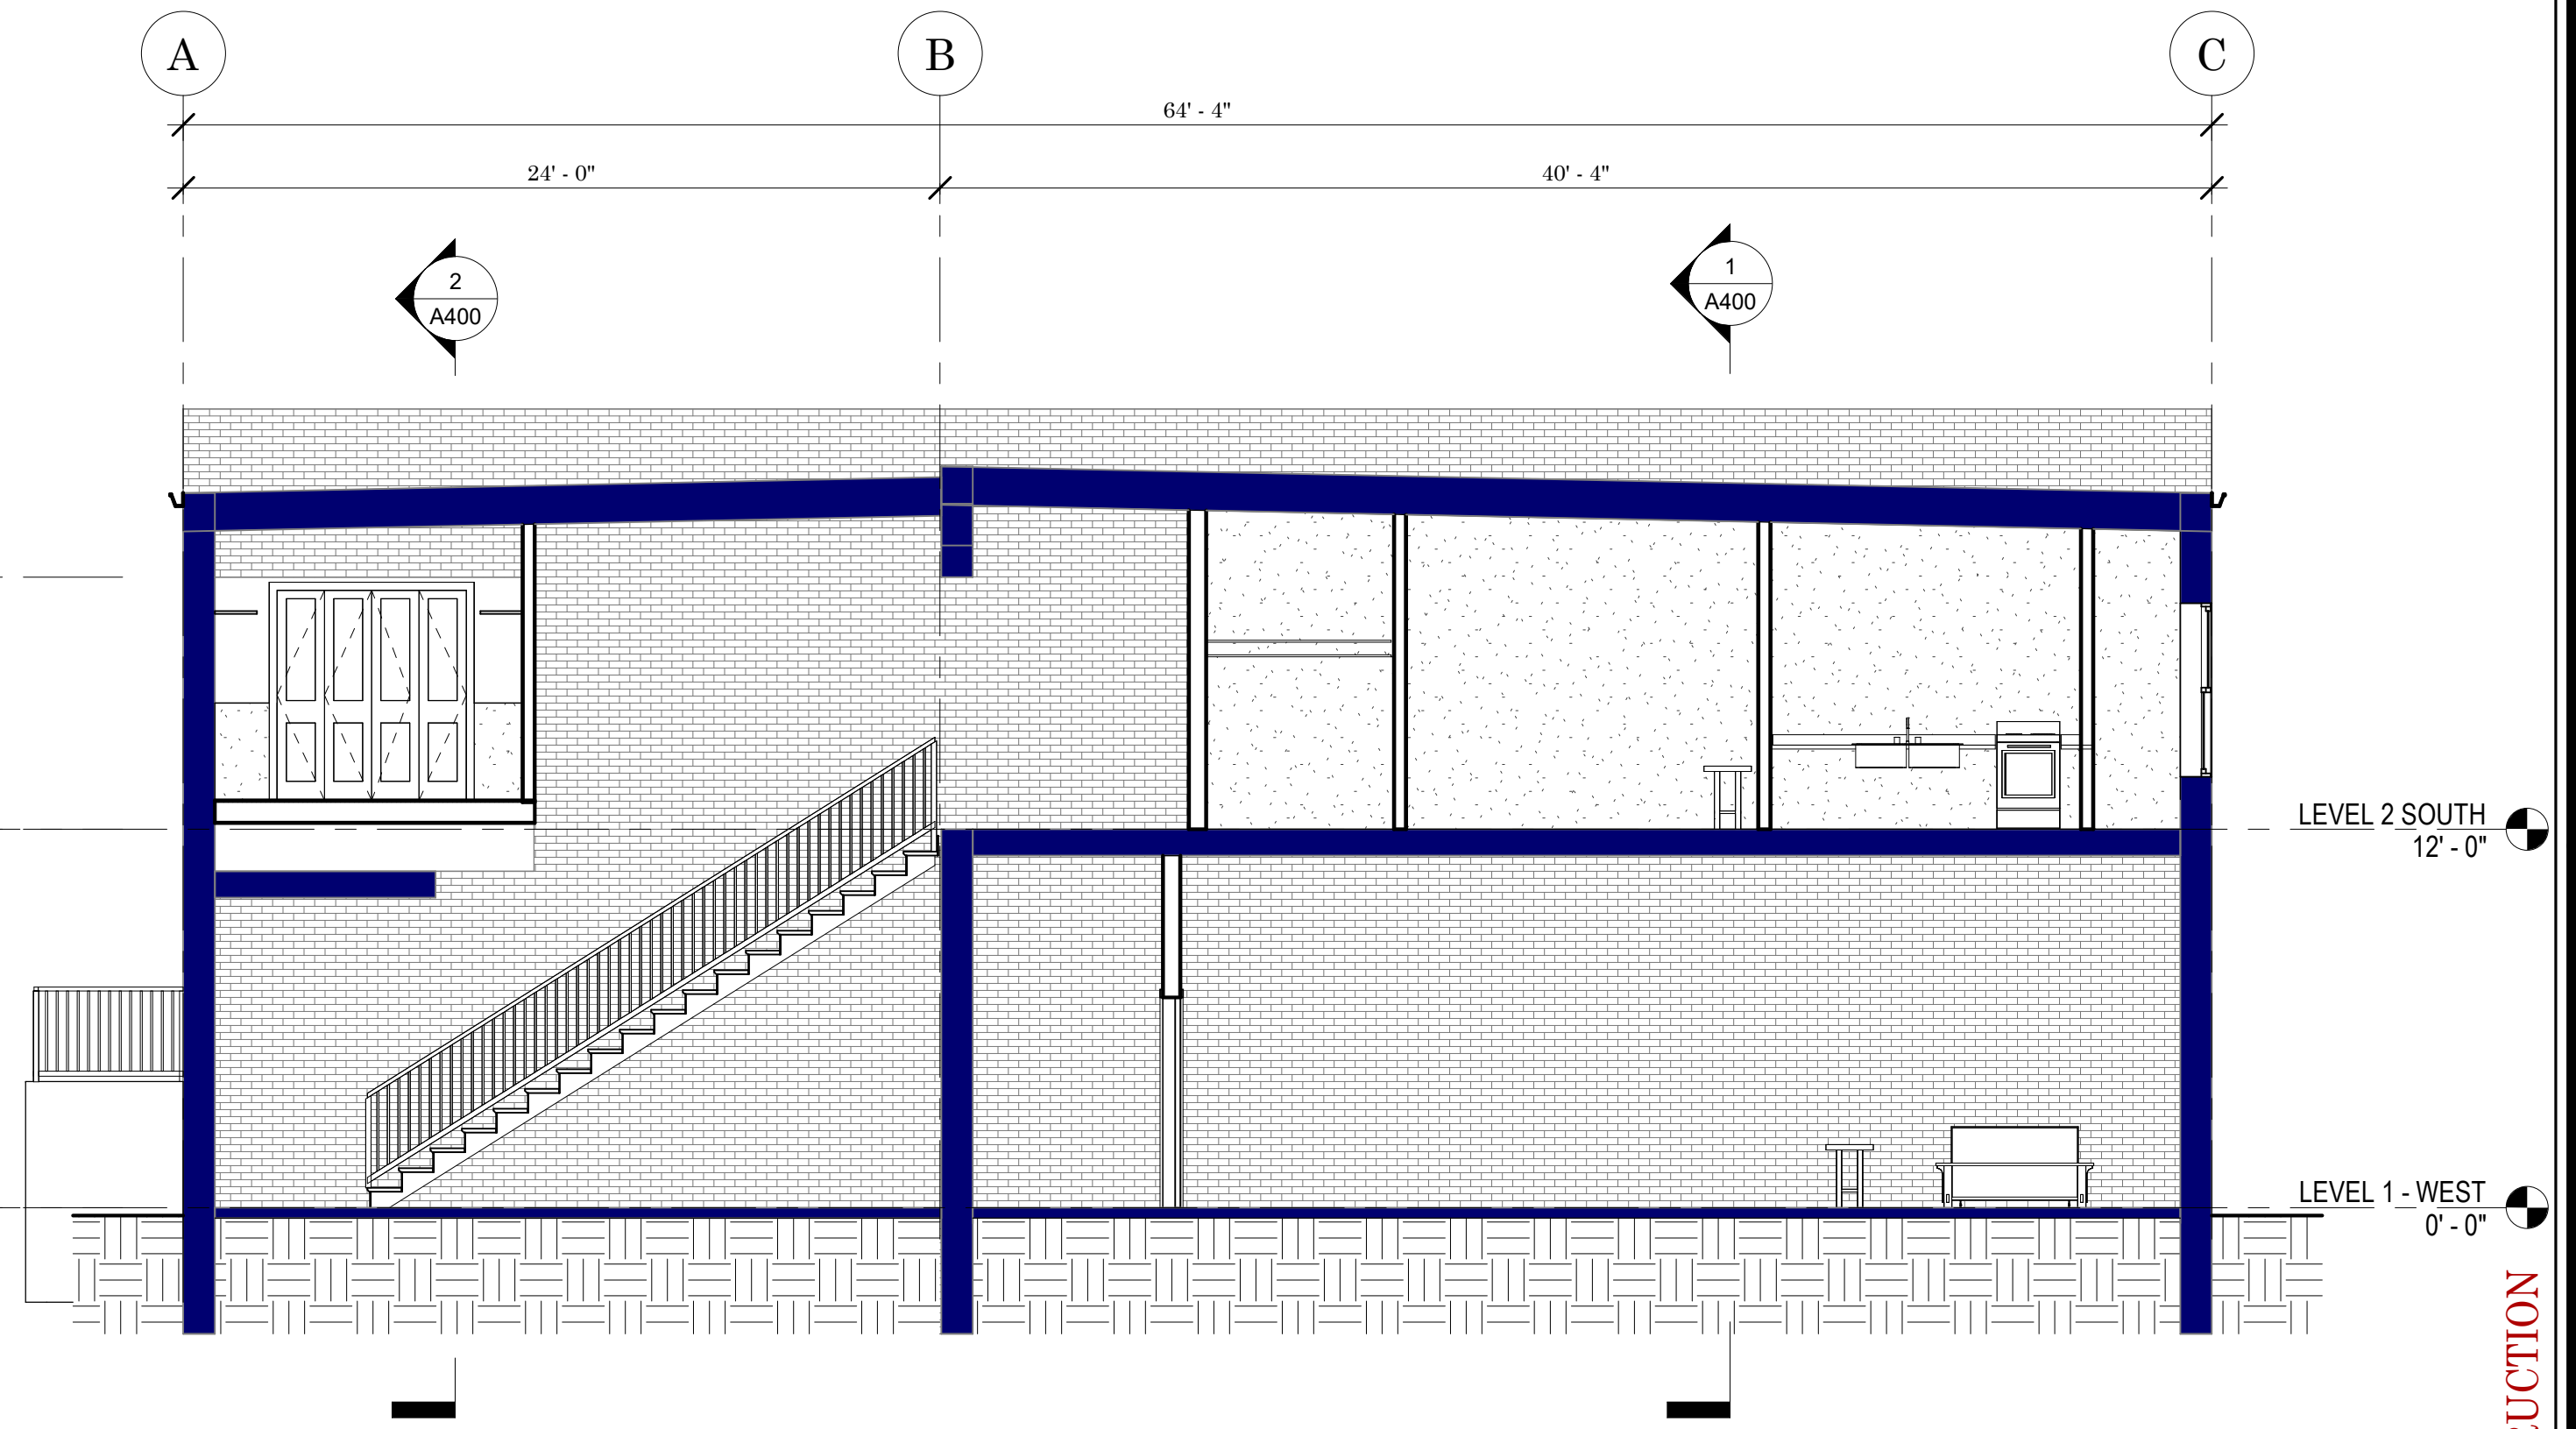 A
B
C
64' - 4"
24' - 0"
40' - 4"
2
A400
1
A400
LEVEL 2 SOUTH
12' - 0"
LEVEL 1 - WEST
0' - 0"